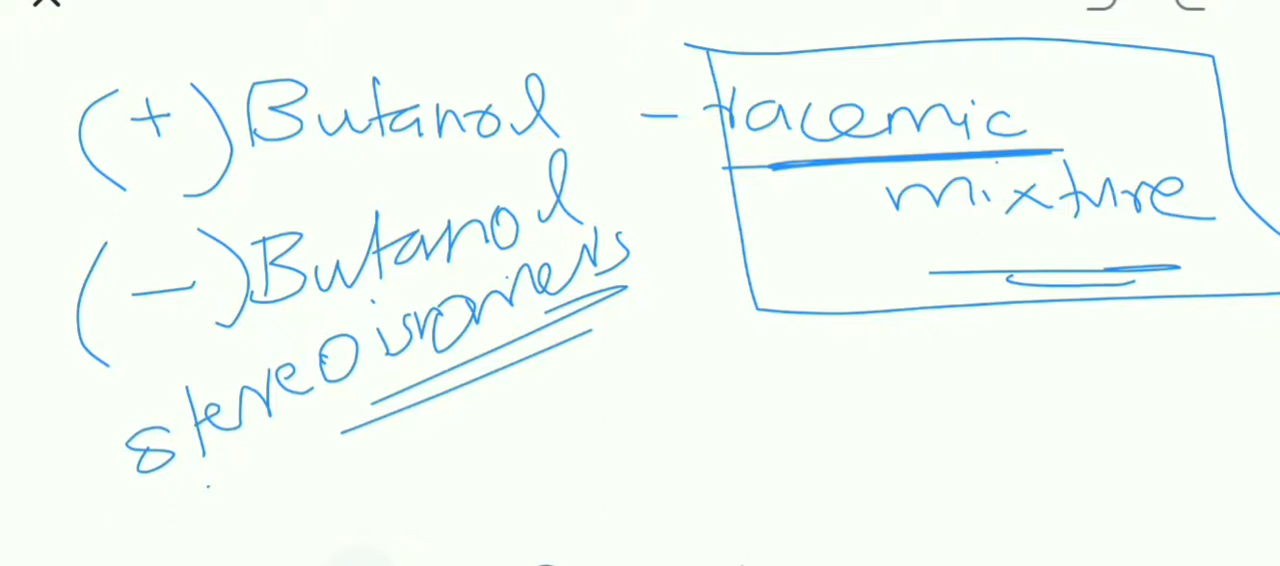 (+) Butanol - racemic
mixture
(-) Butanol
stereoisomers